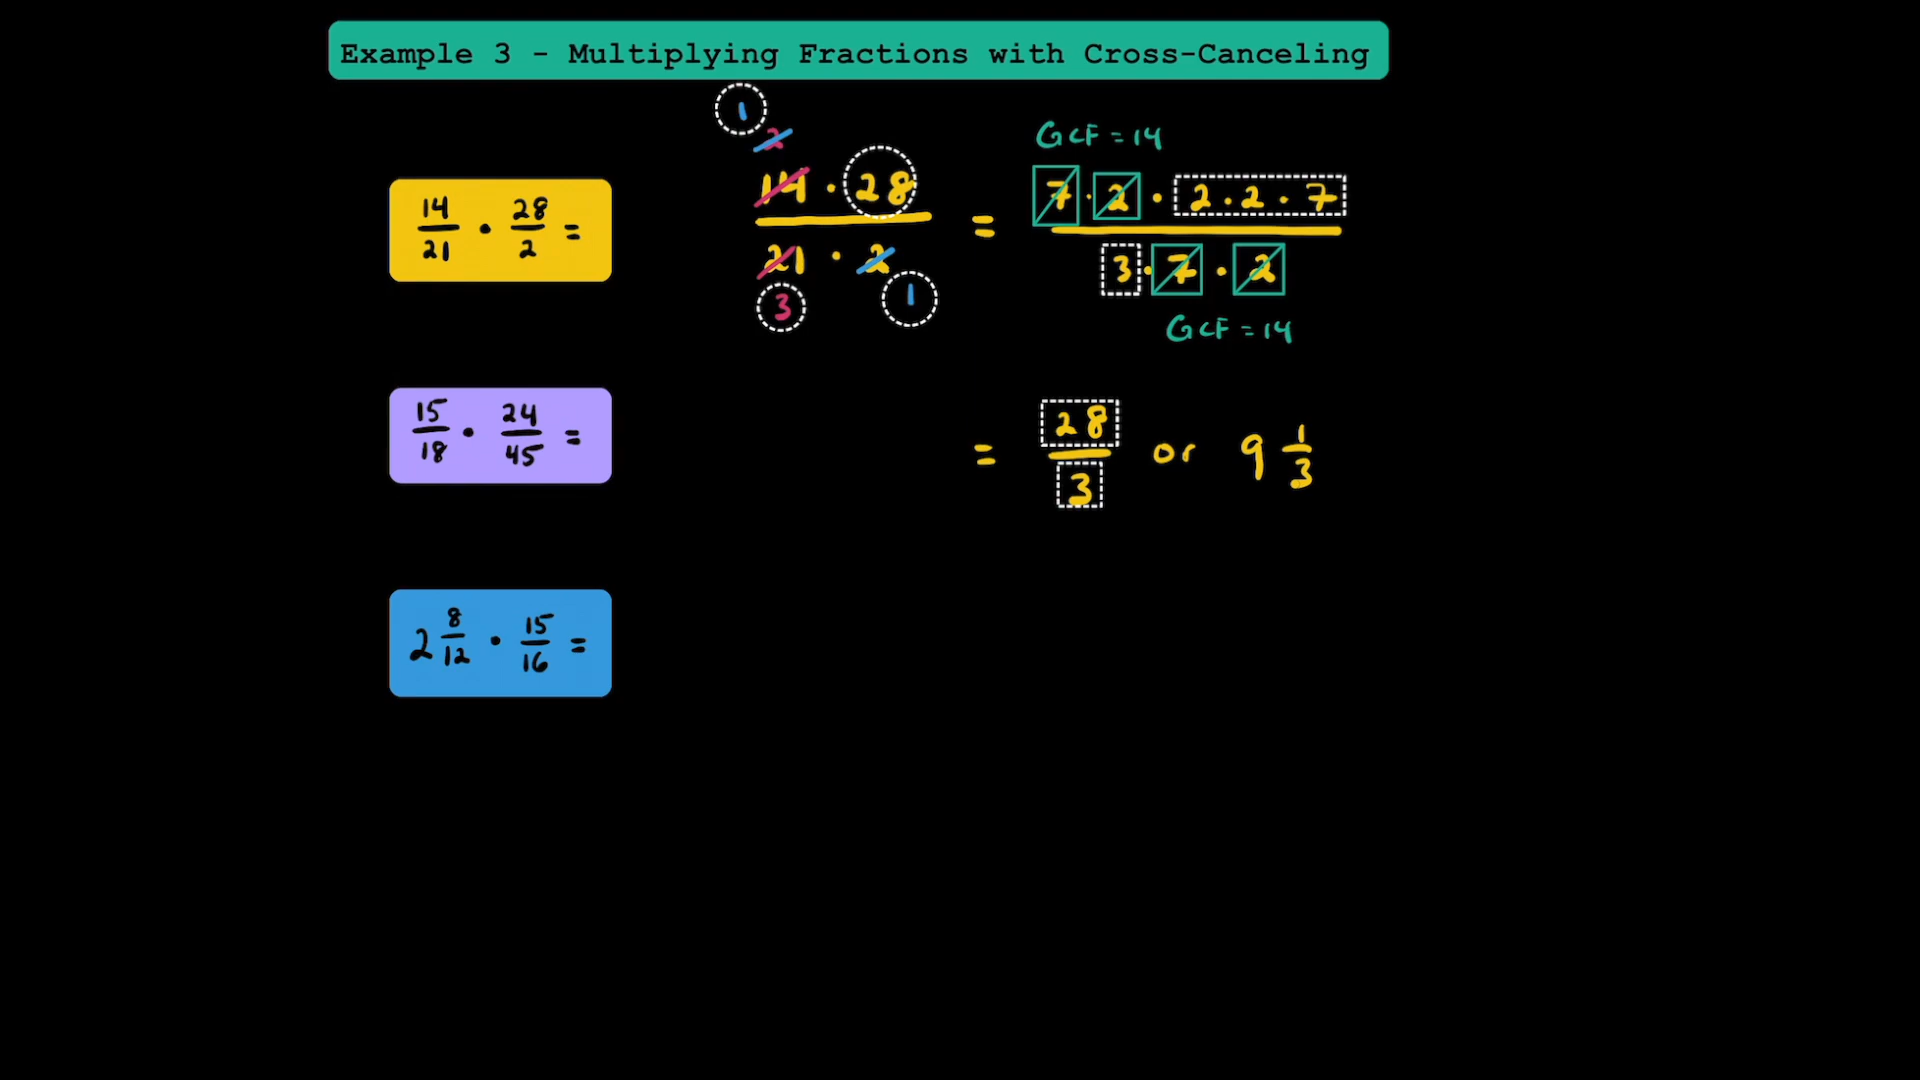 Example 3 - Multiplying Fractions with Cross-Canceling
14/21 · 28/2 =
1
2
14 · 28
21 · 2
3 1
=
GCF = 14
7 · 2 · 2 · 2 · 7
3 · 7 · 2
GCF = 14
= 28/3 or 9 1/3
15/18 · 24/45 =
2 8/12 · 15/16 =